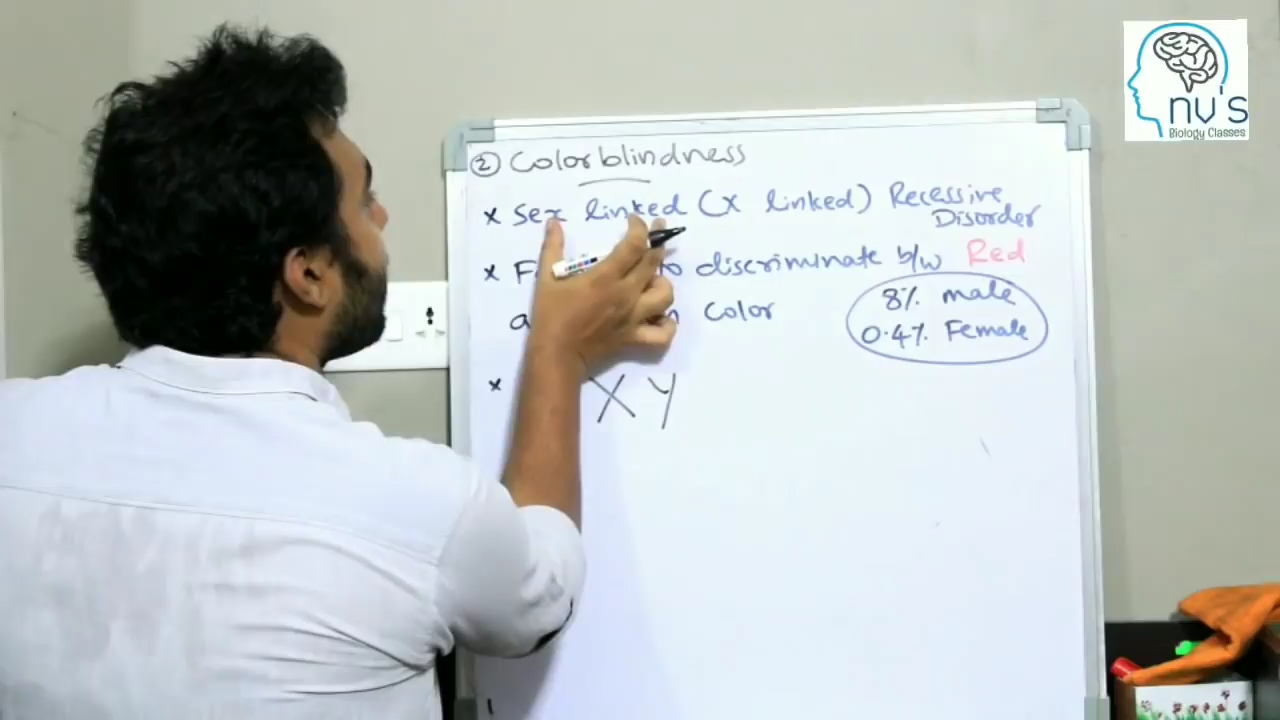 ② Colorblindness
x Sex linked (X linked) Recessive
Disorder
x to discriminate b/w Red
color
8% male
0.4% Female
x XY
nv's
Biology Classes